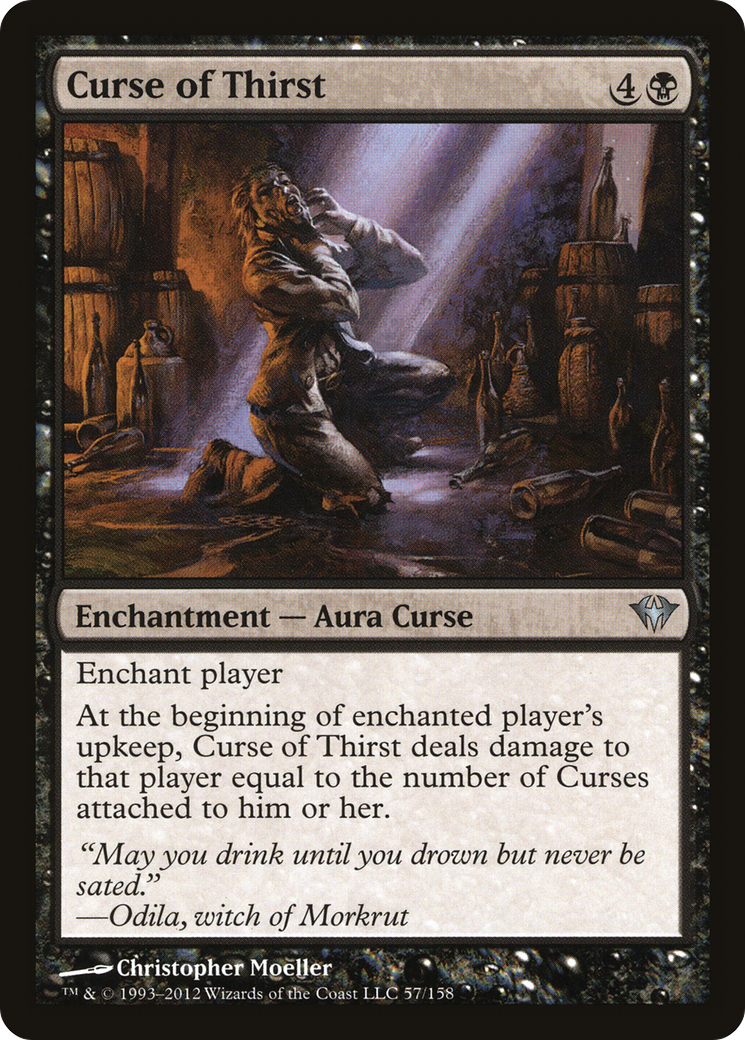 Curse of Thirst
4
Enchantment — Aura Curse
Enchant player
At the beginning of enchanted player's
upkeep, Curse of Thirst deals damage to
that player equal to the number of Curses
attached to him or her.
“May you drink until you drown but never be
sated.”
—Odila, witch of Morkrut
Christopher Moeller
™ & © 1993–2012 Wizards of the Coast LLC 57/158